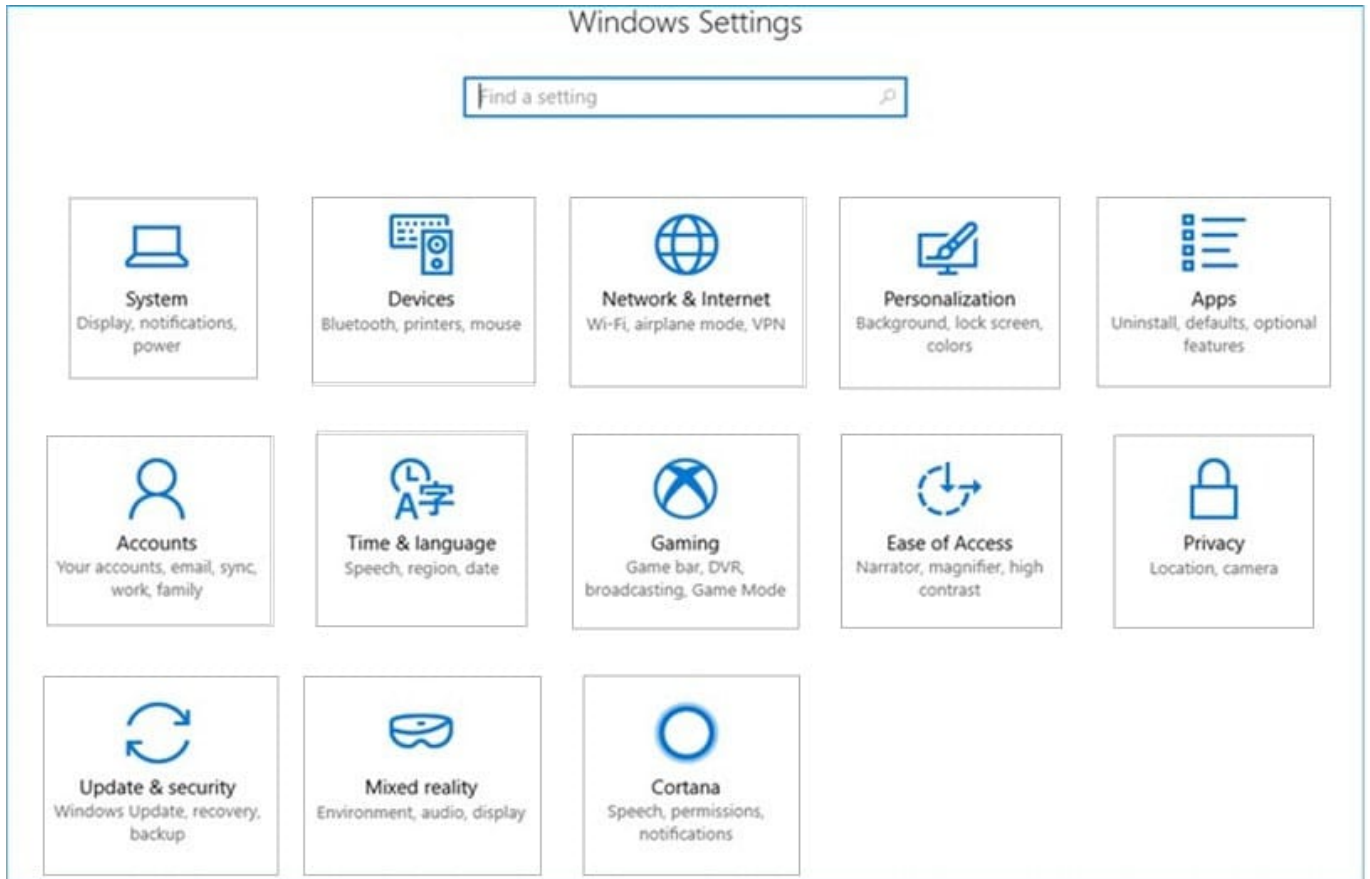 Windows Settings
Find a setting
System
Display, notifications,
power
Devices
Bluetooth, printers, mouse
Network & Internet
Wi-Fi, airplane mode, VPN
Personalization
Background, lock screen,
colors
Apps
Uninstall, defaults, optional
features
Accounts
Your accounts, email, sync,
work, family
Time & language
Speech, region, date
Gaming
Game bar, DVR,
broadcasting, Game Mode
Ease of Access
Narrator, magnifier, high
contrast
Privacy
Location, camera
Update & security
Windows Update, recovery,
backup
Mixed reality
Environment, audio, display
Cortana
Speech, permissions,
notifications